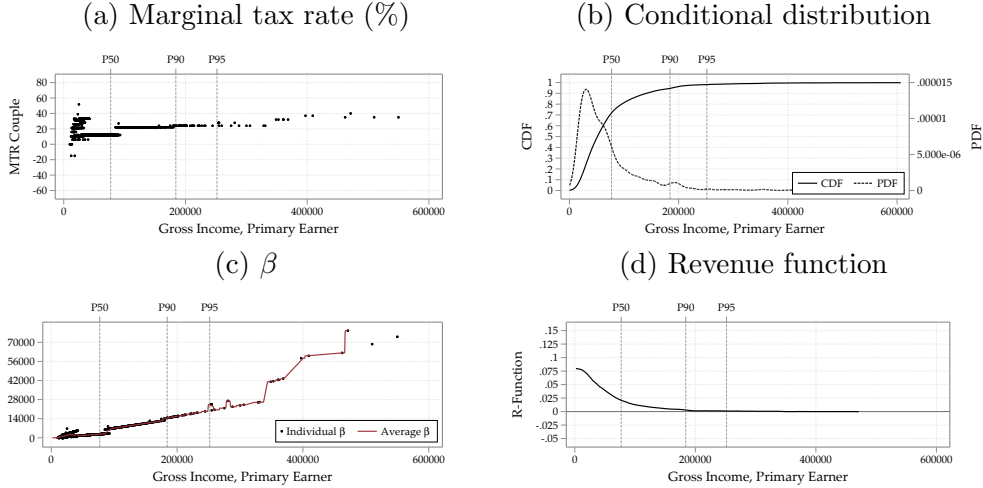 (a) Marginal tax rate (%)
P50 P90 P95
MTR Couple
80
60
40
20
0
-20
-40
-60
0 200000 400000 600000
Gross Income, Primary Earner
(b) Conditional distribution
P50 P90 P95
CDF
1
.9
.8
.7
.6
.5
.4
.3
.2
.1
0
.000015
.00001
5.000e-06
0
PDF
CDF PDF
0 200000 400000 600000
Gross Income, Primary Earner
(c) β
P50 P90 P95
70000
56000
42000
28000
14000
0
Individual β Average β
0 200000 400000 600000
Gross Income, Primary Earner
(d) Revenue function
P50 P90 P95
R-Function
.15
.125
.1
.075
.05
.025
0
-.025
-.05
0 200000 400000 600000
Gross Income, Primary Earner